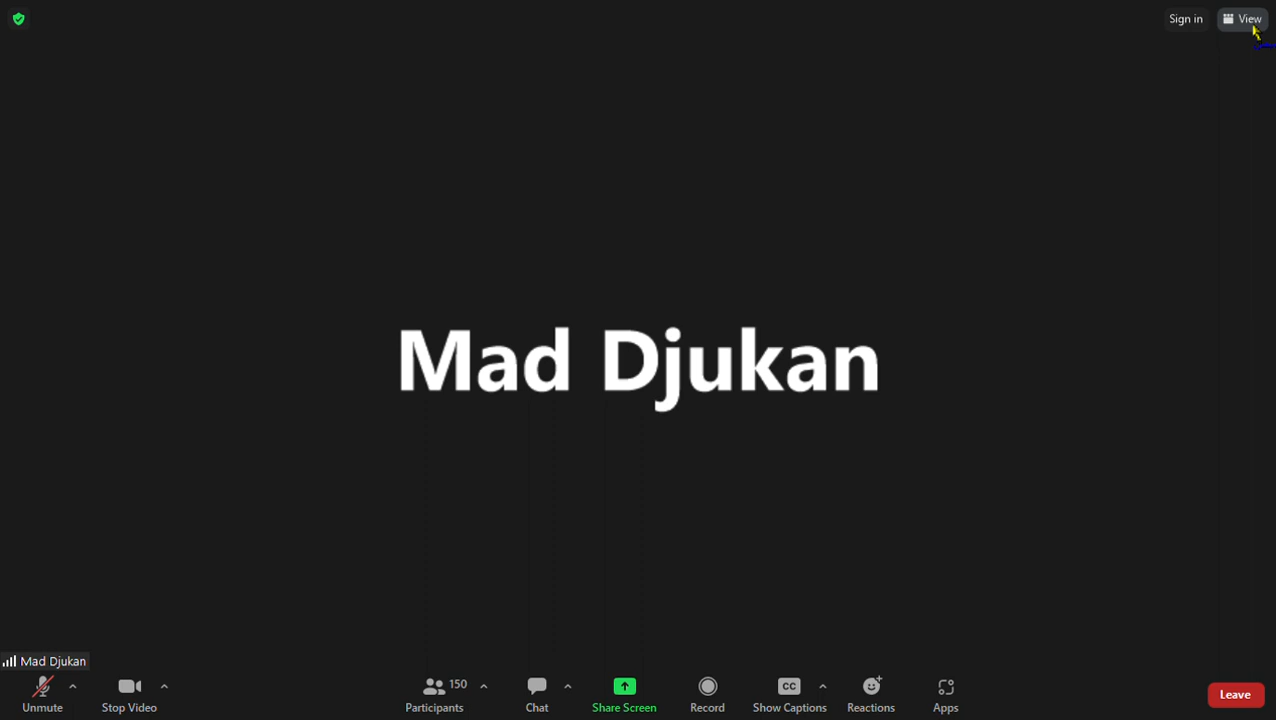 Sign in View
Mad Djukan
Mad Djukan
150
CC
Unmute Stop Video Participants Chat Share Screen Record Show Captions Reactions Apps Leave